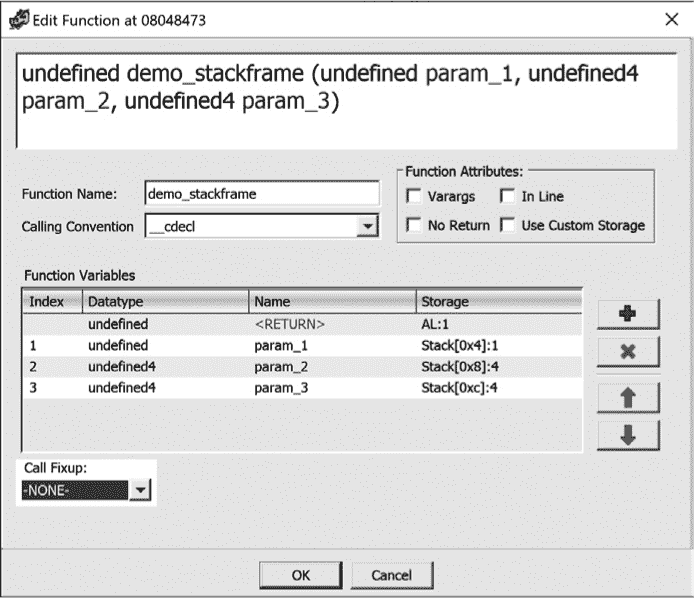 Edit Function at 08048473
undefined demo_stackframe (undefined param_1, undefined4
param_2, undefined4 param_3)
Function Attributes:
Function Name: demo_stackframe
Varargs In Line
Calling Convention __cdecl
No Return Use Custom Storage
Function Variables
Index Datatype Name Storage
undefined <RETURN> AL:1
1 undefined param_1 Stack[0x4]:1
2 undefined4 param_2 Stack[0x8]:4
3 undefined4 param_3 Stack[0xc]:4
Call Fixup:
-NONE-
OK Cancel